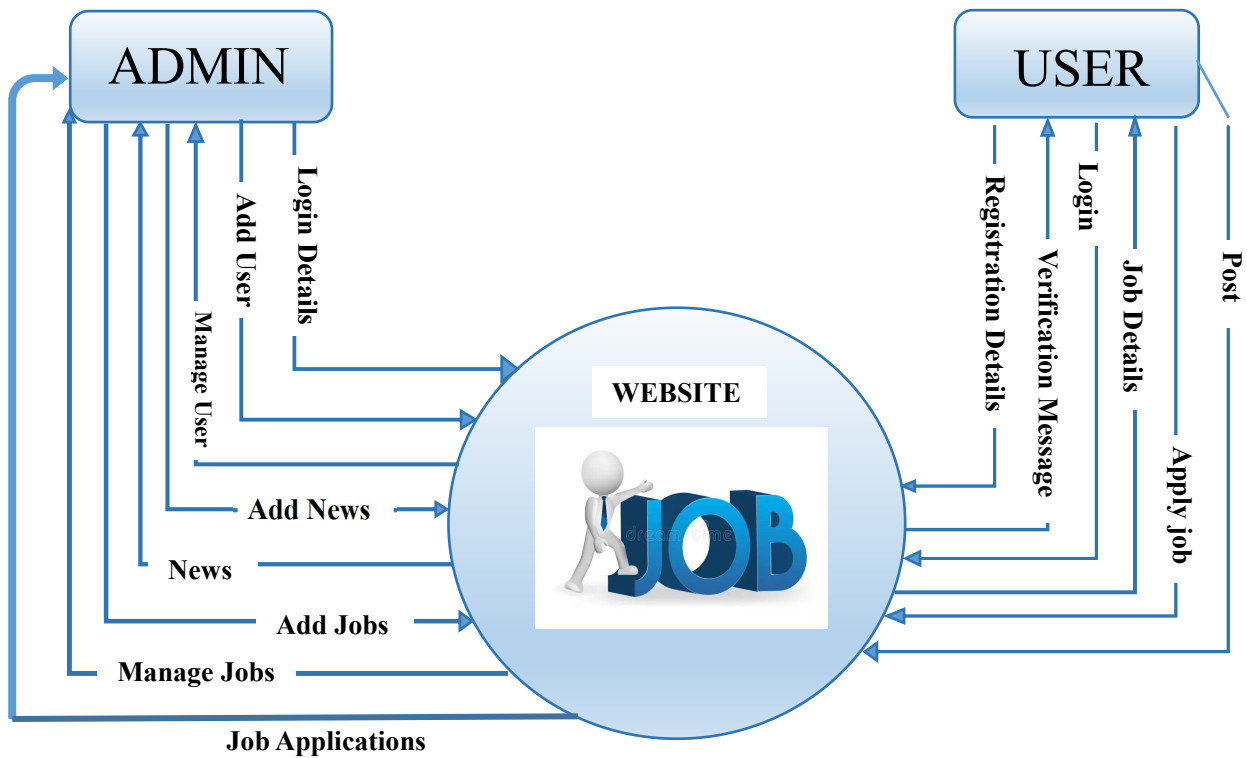 ADMIN
USER
Login Details
Add User
Manage User
Registration Details
Verification Message
Login
Job Details
Apply job
Post
WEBSITE
JOB
Add News
News
Add Jobs
Manage Jobs
Job Applications